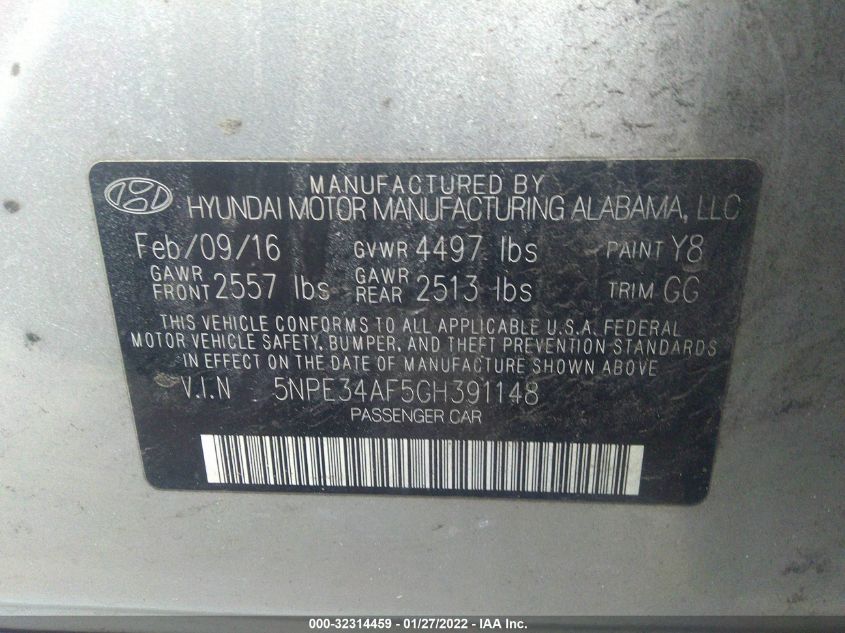 MANUFACTURED BY
HYUNDAI MOTOR MANUFACTURING ALABAMA, LLC
Feb/09/16 GVWR 4497 lbs PAINT Y8
GAWR FRONT 2557 lbs GAWR REAR 2513 lbs TRIM GG
THIS VEHICLE CONFORMS TO ALL APPLICABLE U.S.A. FEDERAL
MOTOR VEHICLE SAFETY, BUMPER, AND THEFT PREVENTION STANDARDS
IN EFFECT ON THE DATE OF MANUFACTURE SHOWN ABOVE
V.I.N 5NPE34AF5GH391148
PASSENGER CAR
000-32314459 - 01/27/2022 - IAA Inc.